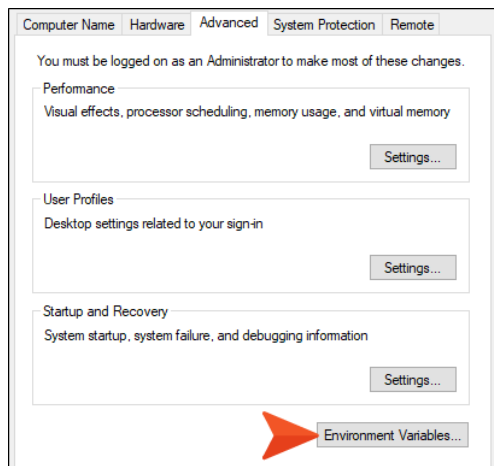 Computer Name Hardware Advanced System Protection Remote
You must be logged on as an Administrator to make most of these changes.
Performance
Visual effects, processor scheduling, memory usage, and virtual memory
Settings...
User Profiles
Desktop settings related to your sign-in
Settings...
Startup and Recovery
System startup, system failure, and debugging information
Settings...
Environment Variables...